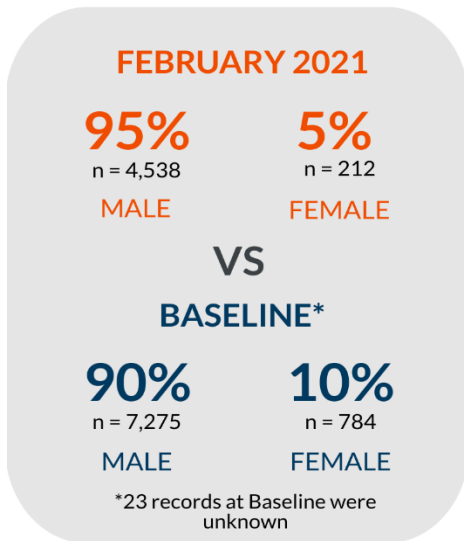 FEBRUARY 2021
95% 5%
n = 4,538 n = 212
MALE FEMALE
VS
BASELINE*
90% 10%
n = 7,275 n = 784
MALE FEMALE
*23 records at Baseline were
unknown